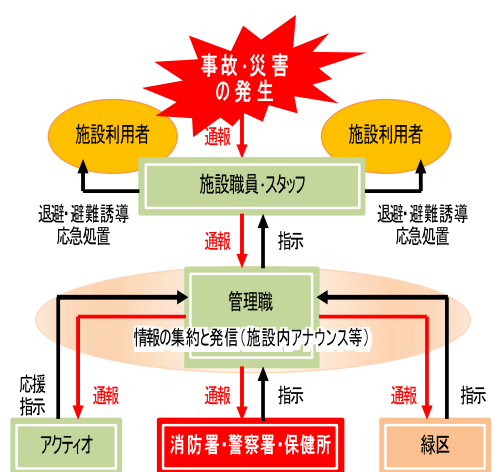 事故・災害
の発生
通報
施設利用者
施設利用者
施設職員・スタッフ
退避・避難誘導
応急処置
退避・避難誘導
応急処置
通報
指示
管理職
情報の集約と発信（施設内アナウンス等）
応援
指示
通報
通報
指示
通報
指示
アクティオ
消防署・警察署・保健所
緑区